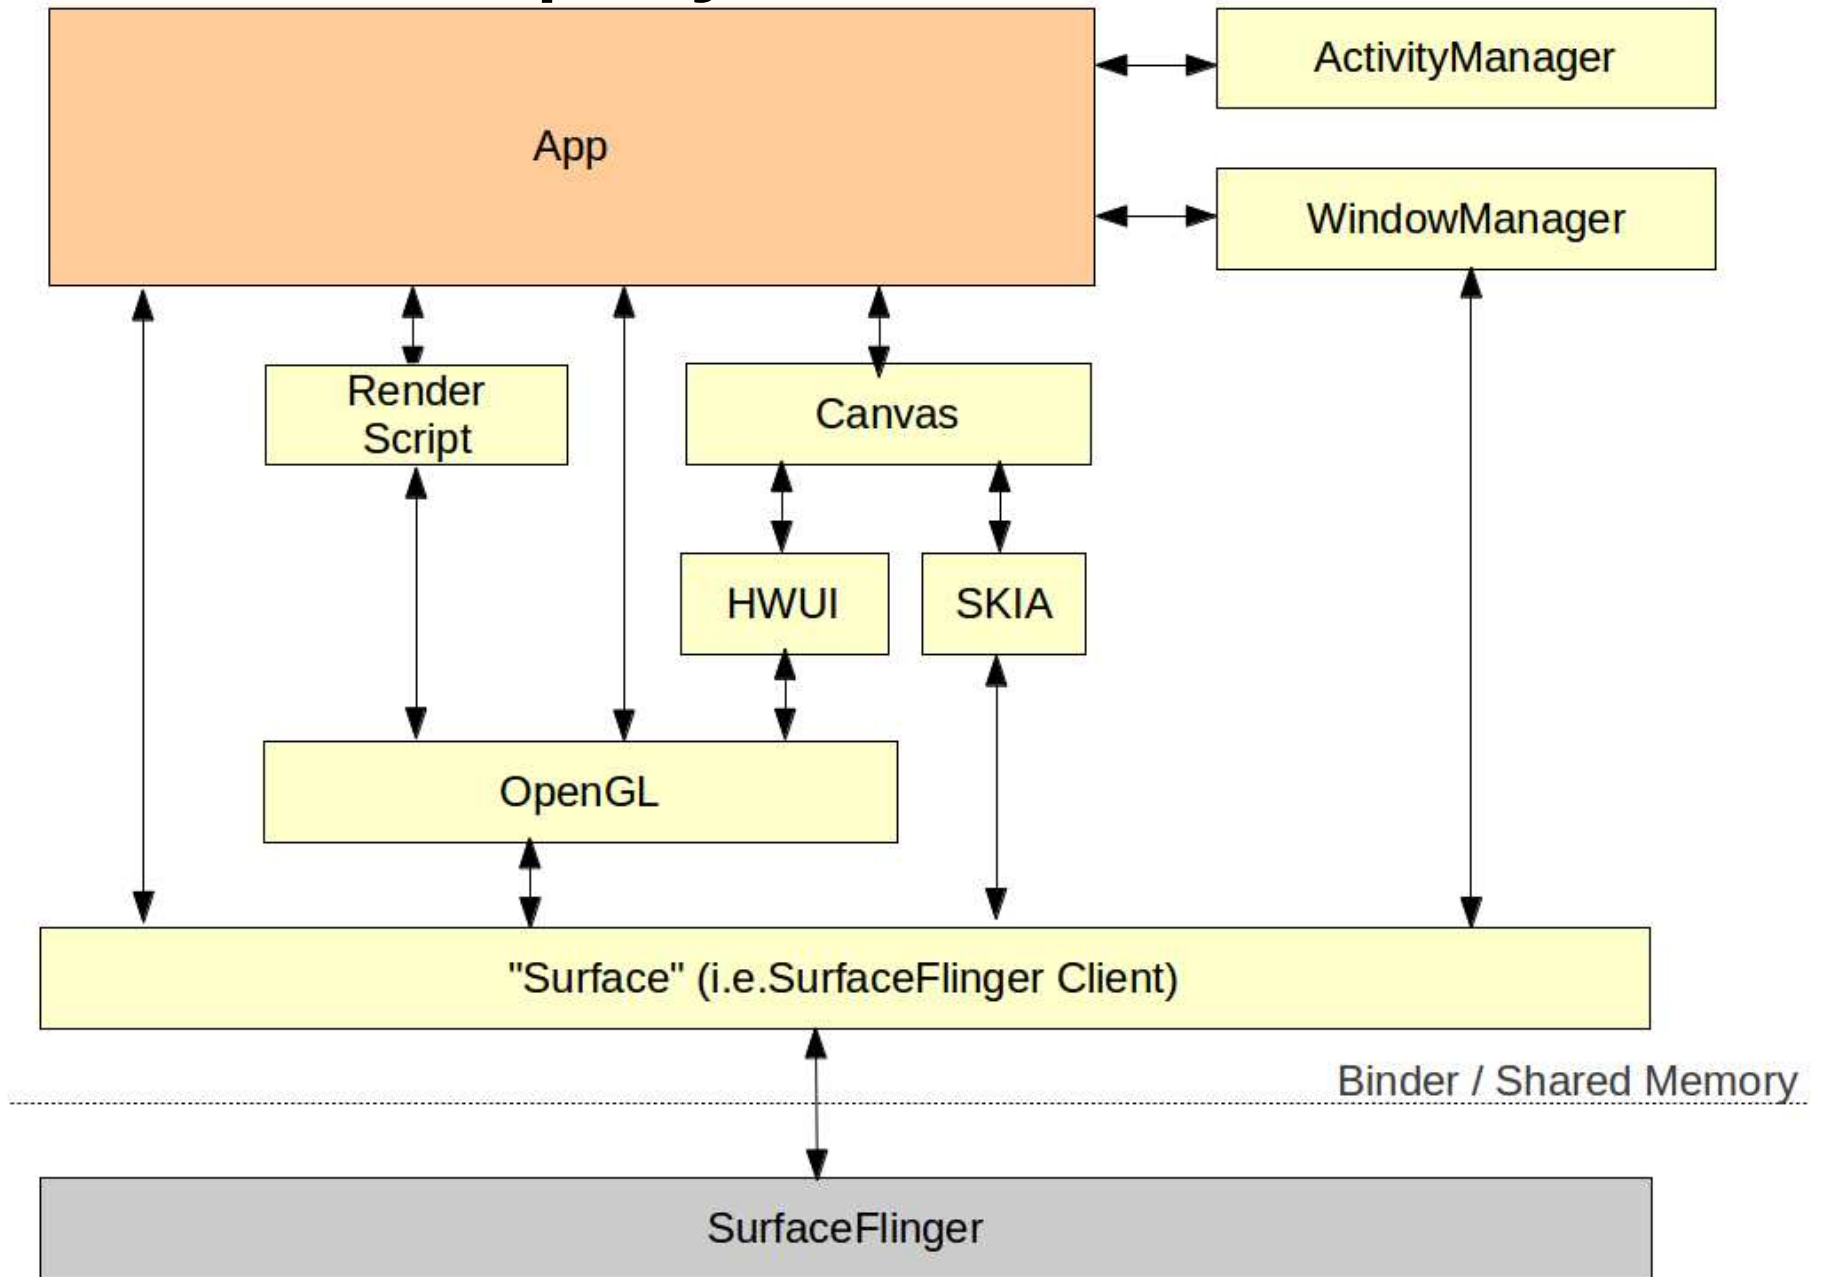 ActivityManager
App
WindowManager
Render
Script
Canvas
HWUI
SKIA
OpenGL
"Surface" (i.e.SurfaceFlinger Client)
Binder / Shared Memory
SurfaceFlinger